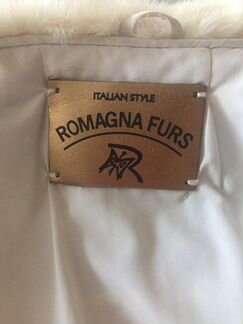 ITALIAN STYLE
ROMAGNA FURS
R